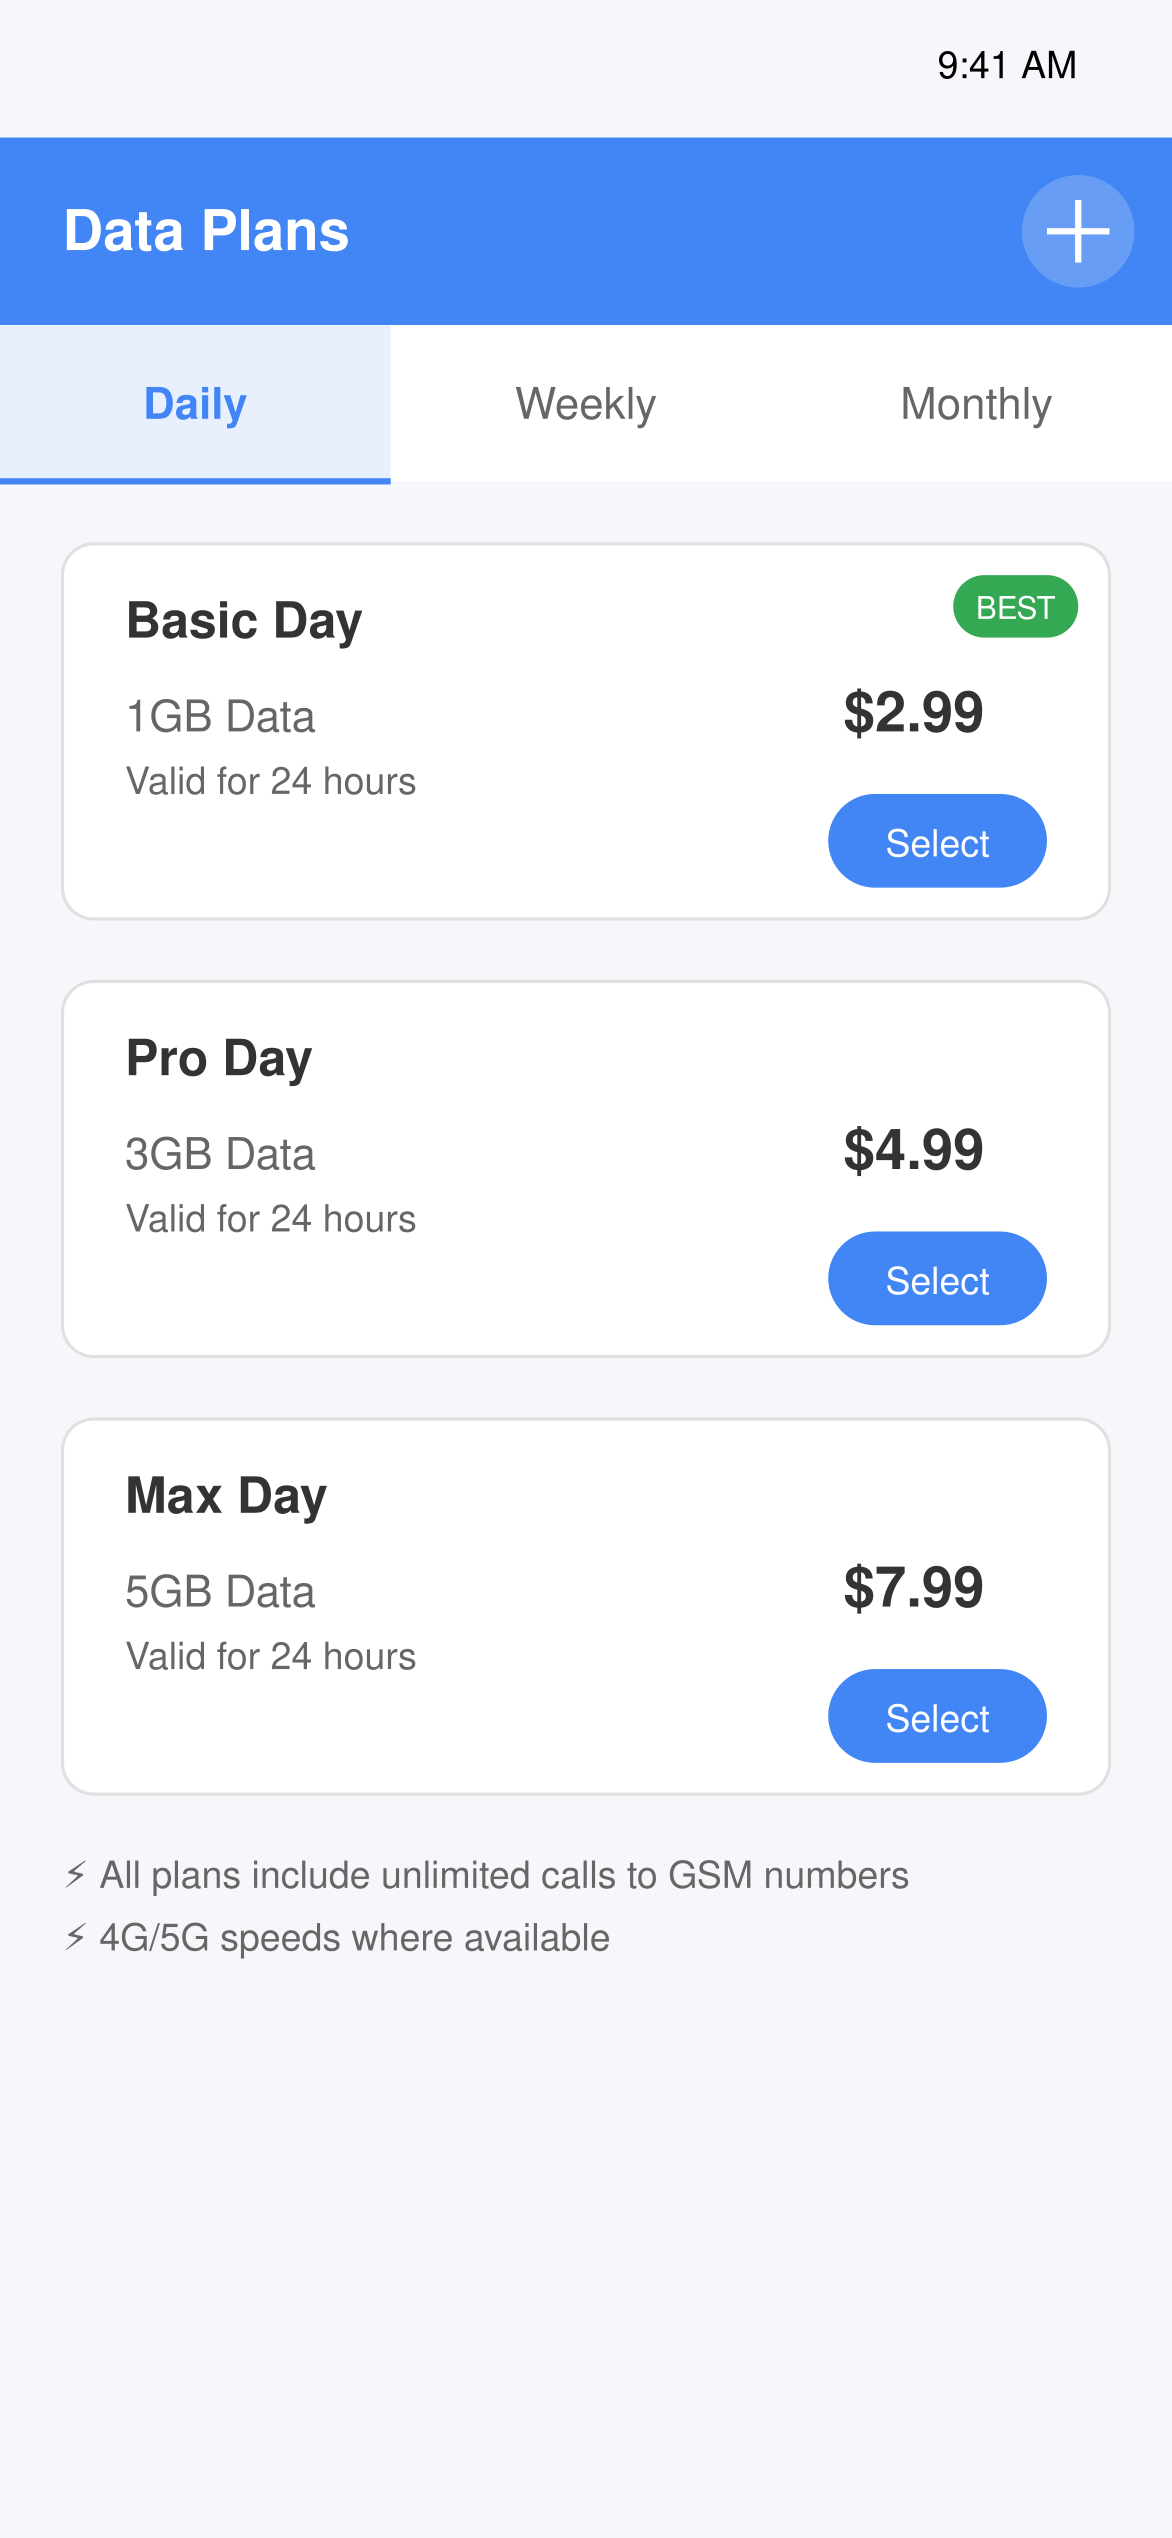 9:41 AM
Data Plans
Daily Weekly Monthly
Basic Day
BEST
1GB Data
$2.99
Valid for 24 hours
Select
Pro Day
3GB Data
$4.99
Valid for 24 hours
Select
Max Day
5GB Data
$7.99
Valid for 24 hours
Select
⚡ All plans include unlimited calls to GSM numbers
⚡ 4G/5G speeds where available